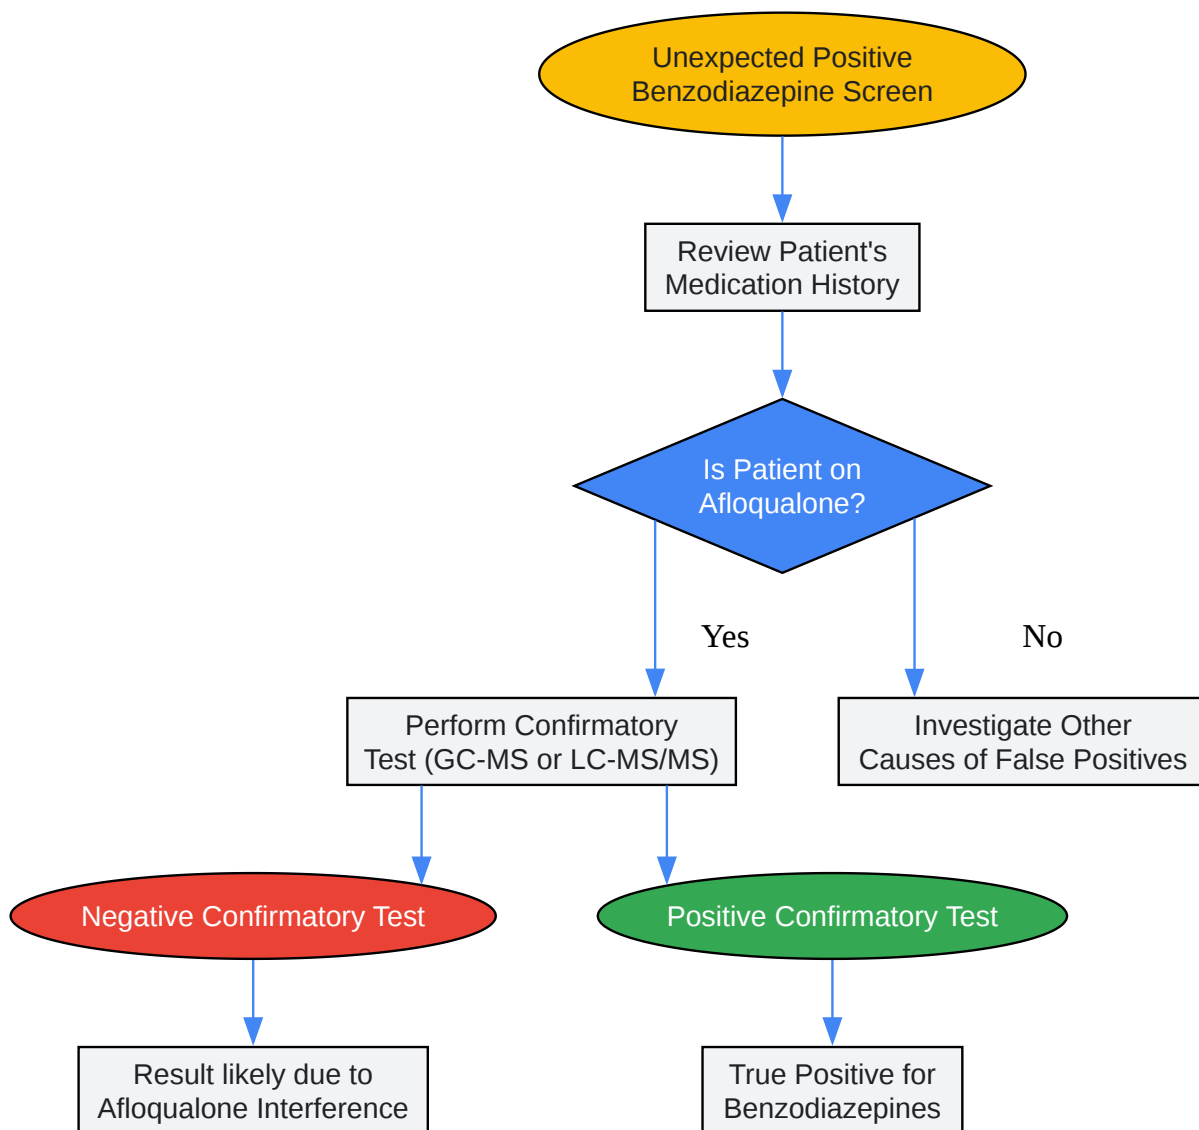 Unexpected Positive
Benzodiazepine Screen
Review Patient's
Medication History
Is Patient on
Afloqualone?
Yes
No
Perform Confirmatory
Test (GC-MS or LC-MS/MS)
Investigate Other
Causes of False Positives
Negative Confirmatory Test
Positive Confirmatory Test
Result likely due to
Afloqualone Interference
True Positive for
Benzodiazepines